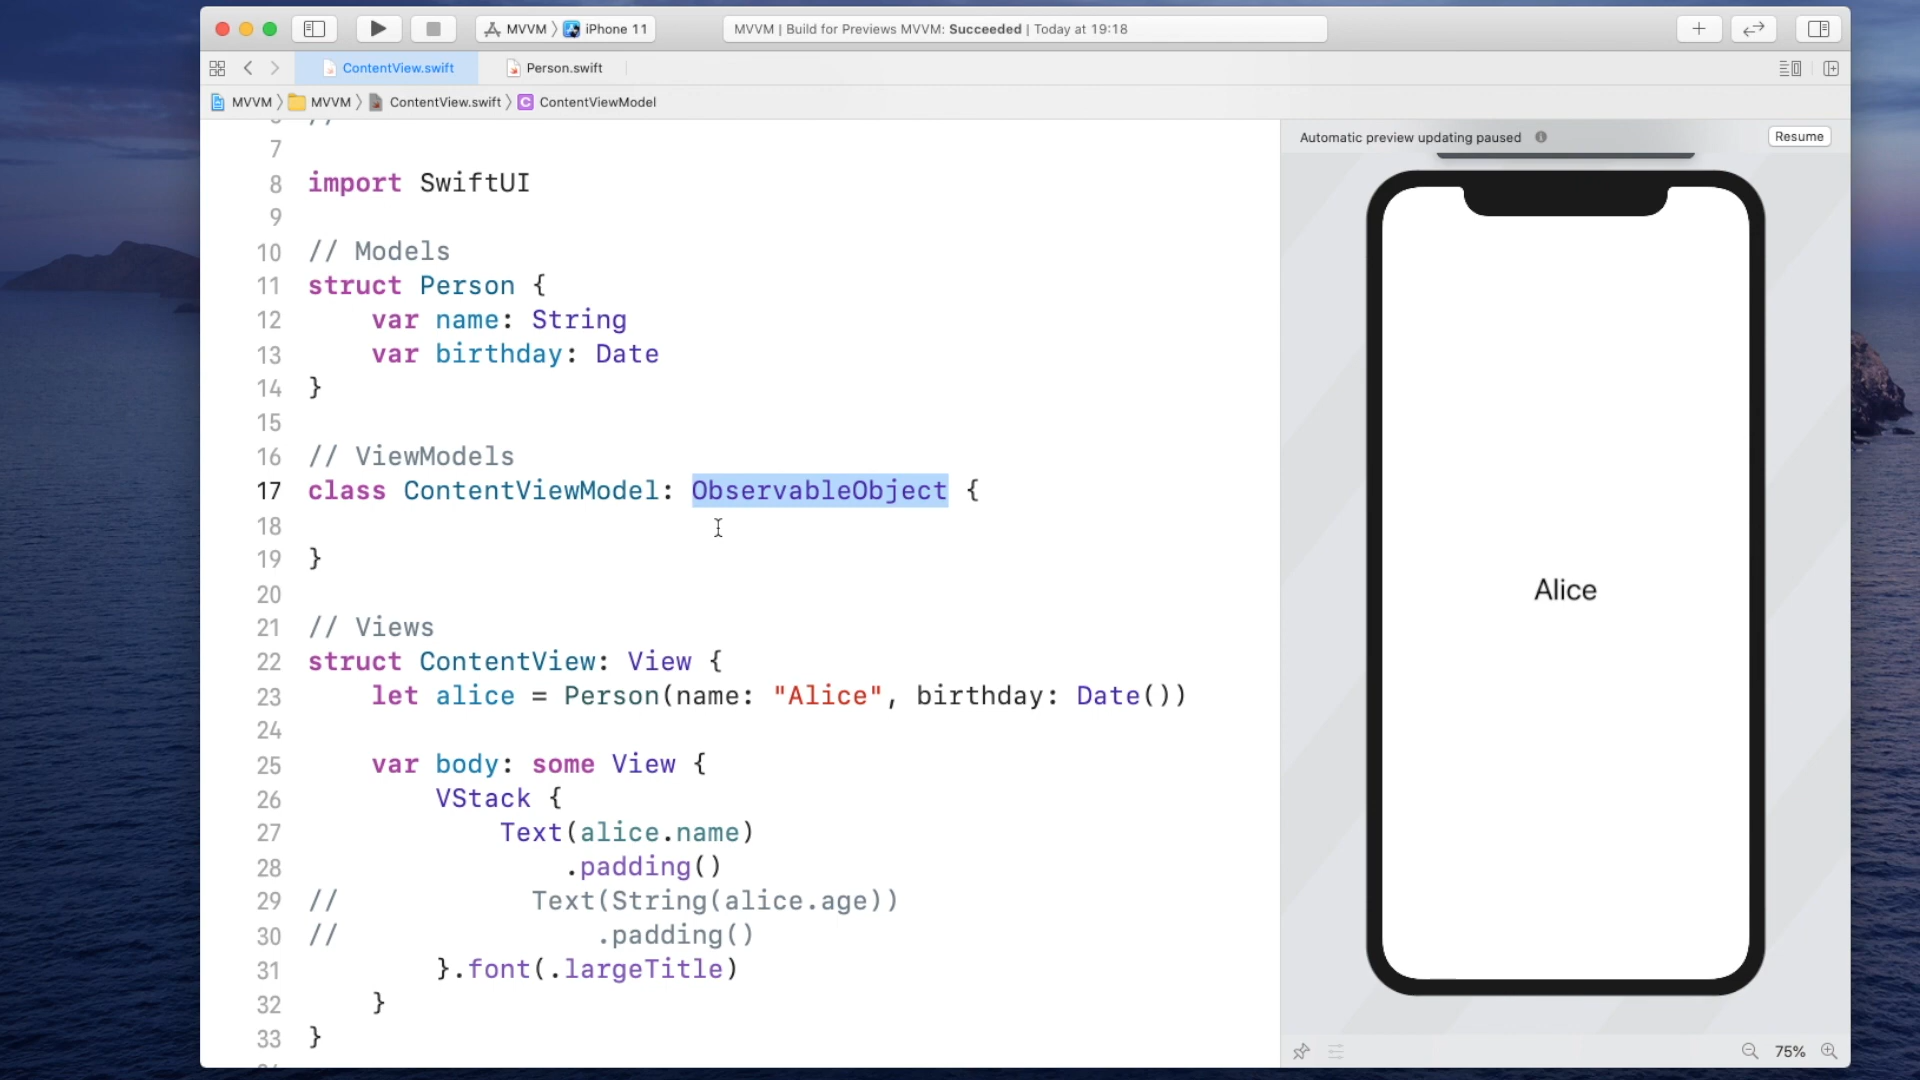 MVVM 〉 iPhone 11
MVVM | Build for Previews MVVM: Succeeded | Today at 19:18
ContentView.swift
Person.swift
MVVM 〉 MVVM 〉 ContentView.swift 〉 C ContentViewModel
Automatic preview updating paused
Resume
7
8 import SwiftUI
9
10 // Models
11 struct Person {
12 var name: String
13 var birthday: Date
14 }
15
16 // ViewModels
17 class ContentViewModel: ObservableObject {
18
19 }
20
21 // Views
22 struct ContentView: View {
23 let alice = Person(name: "Alice", birthday: Date())
24
25 var body: some View {
26 VStack {
27 Text(alice.name)
28 .padding()
29 // Text(String(alice.age))
30 // .padding()
31 }.font(.largeTitle)
32 }
33 }
Alice
75%